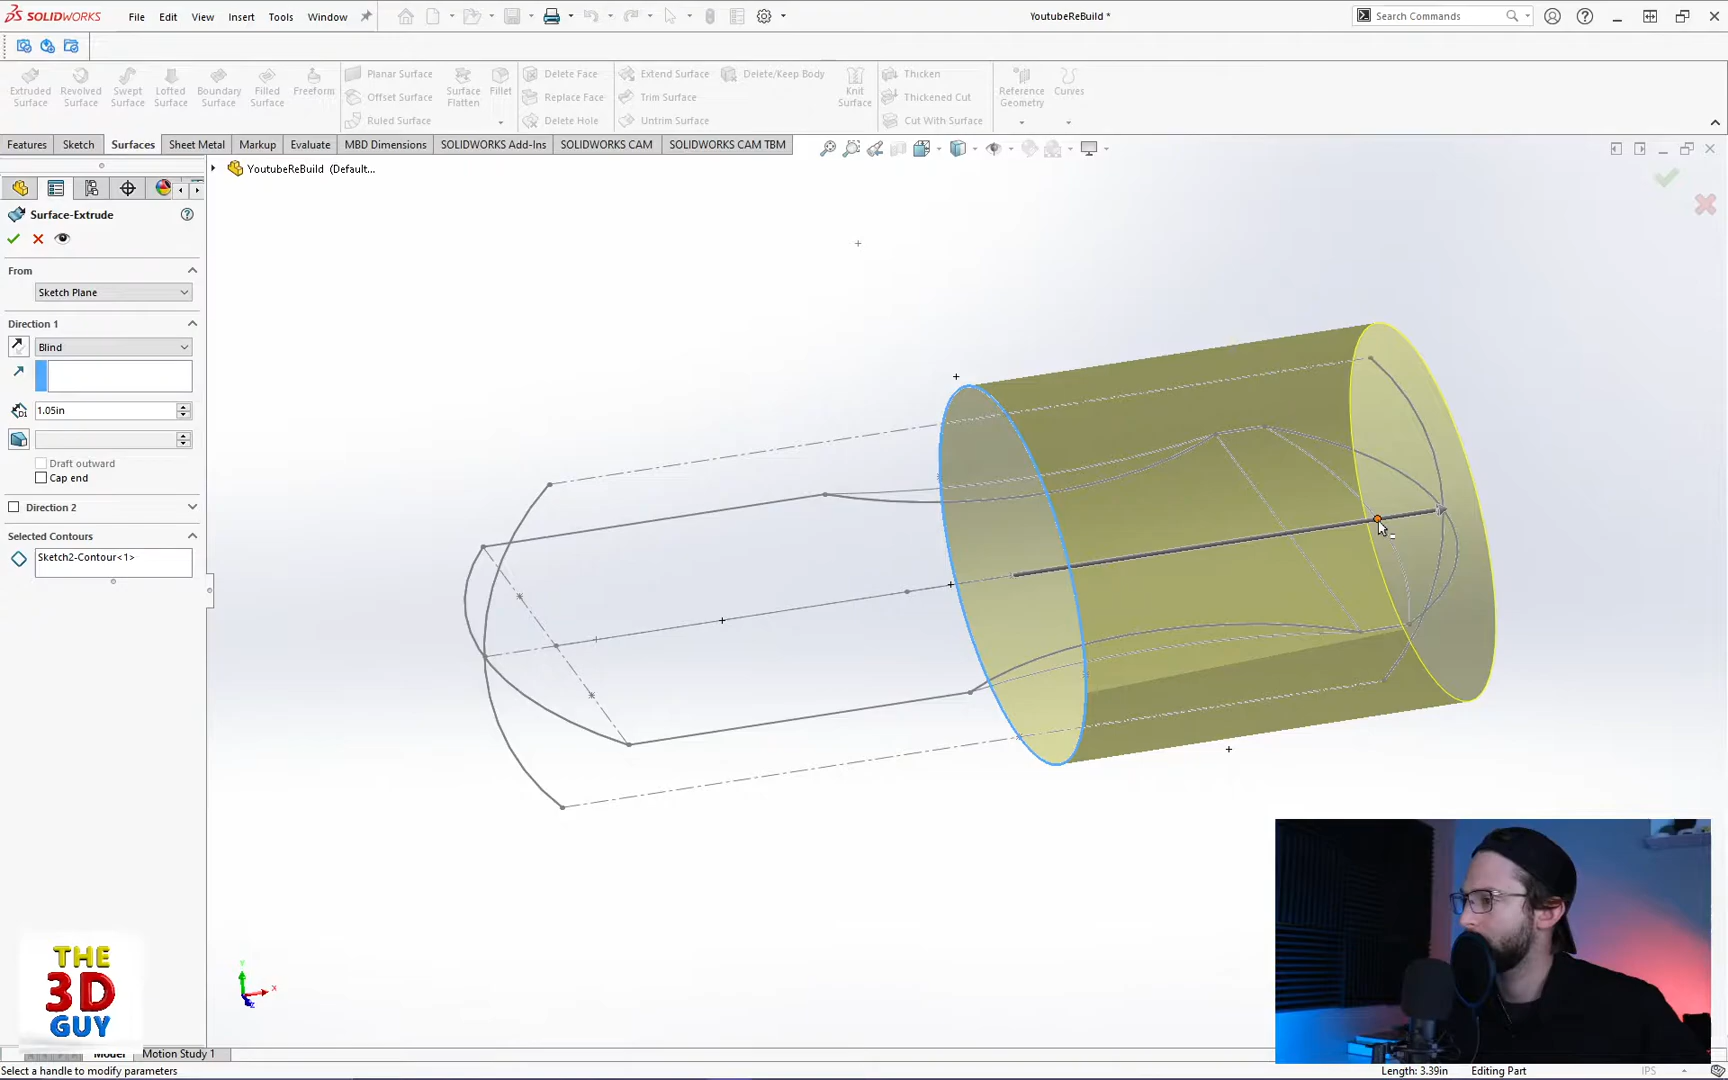 SOLIDWORKS File Edit View Insert Tools Window YoutubeReBuild * Search Commands
Extruded Surface Revolved Surface Swept Surface Lofted Surface Boundary Surface Filled Surface Freeform
Planar Surface
Offset Surface
Ruled Surface
Surface Flatten Fillet
Delete Face
Replace Face
Delete Hole
Extend Surface
Trim Surface
Untrim Surface
Delete/Keep Body
Knit Surface
Thicken
Thickened Cut
Cut With Surface
Reference Geometry Curves
Features Sketch Surfaces Sheet Metal Markup Evaluate MBD Dimensions SOLIDWORKS Add-Ins SOLIDWORKS CAM SOLIDWORKS CAM TBM
YoutubeReBuild (Default...
Surface-Extrude
From
Sketch Plane
Direction 1
Blind
D1
1.05in
Draft outward
Cap end
Direction 2
Selected Contours
Sketch2-Contour<1>
Y
X
Z
THE
3D
GUY
Model Motion Study 1
Select a handle to modify parameters Length: 3.39in Editing Part IPS